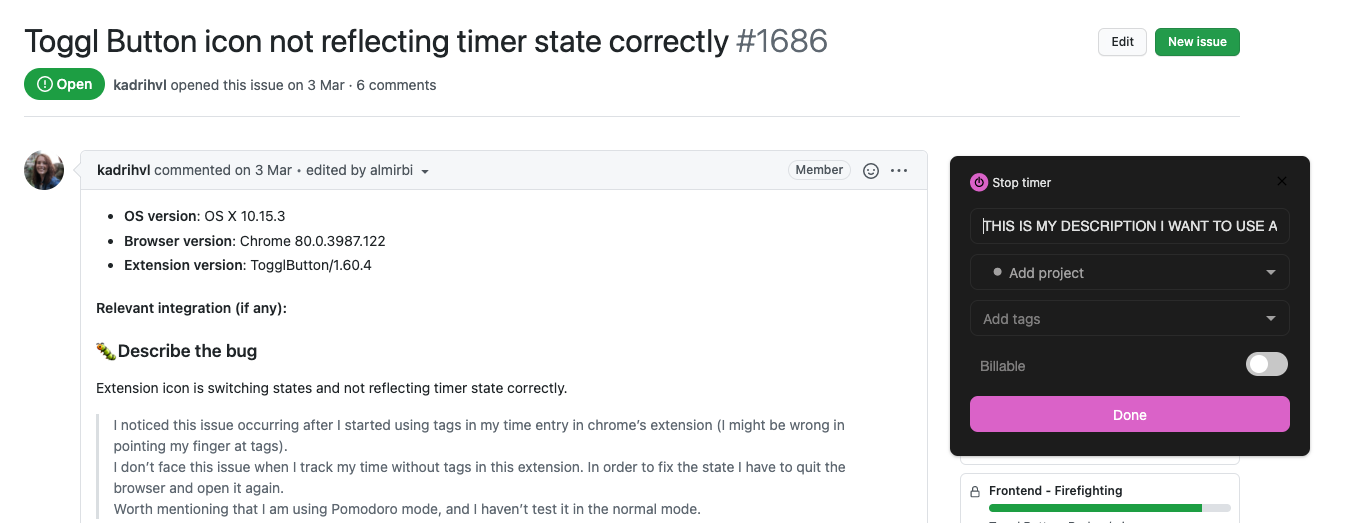 Toggl Button icon not reflecting timer state correctly #1686
Edit
New issue
Open
kadrihvl opened this issue on 3 Mar · 6 comments
kadrihvl commented on 3 Mar • edited by almirbi
Member
OS version: OS X 10.15.3
Browser version: Chrome 80.0.3987.122
Extension version: TogglButton/1.60.4
Relevant integration (if any):
🐛Describe the bug
Extension icon is switching states and not reflecting timer state correctly.
I noticed this issue occurring after I started using tags in my time entry in chrome’s extension (I might be wrong in
pointing my finger at tags).
I don’t face this issue when I track my time without tags in this extension. In order to fix the state I have to quit the
browser and open it again.
Worth mentioning that I am using Pomodoro mode, and I haven’t test it in the normal mode.
Stop timer
THIS IS MY DESCRIPTION I WANT TO USE A
Add project
Add tags
Billable
Done
Frontend - Firefighting